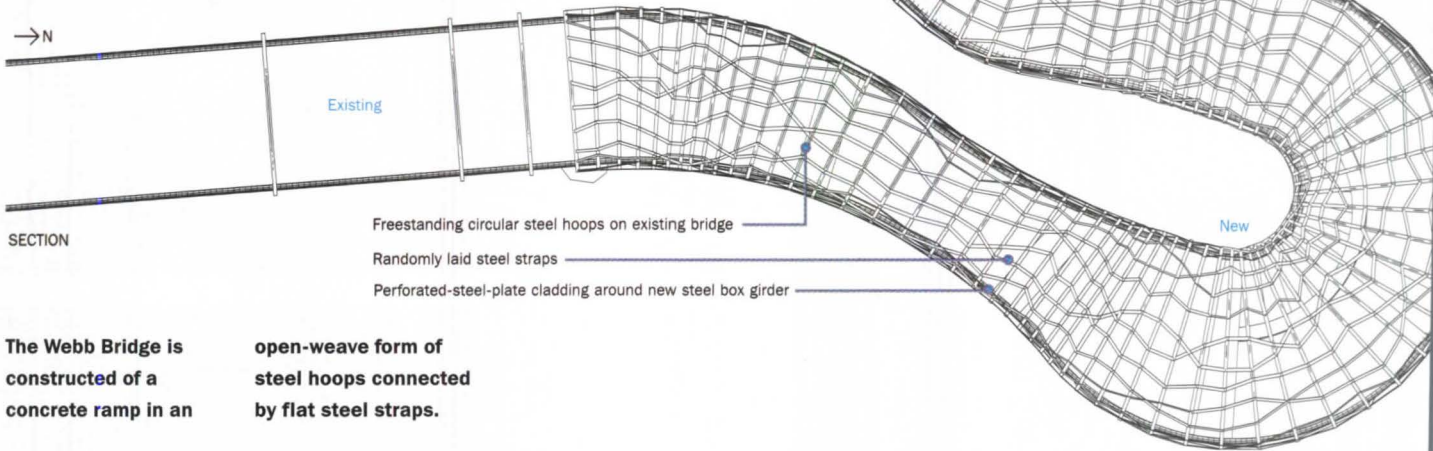 →N
Existing
Freestanding circular steel hoops on existing bridge
New
SECTION
Randomly laid steel straps
Perforated-steel-plate cladding around new steel box girder
The Webb Bridge is
constructed of a
concrete ramp in an
open-weave form of
steel hoops connected
by flat steel straps.